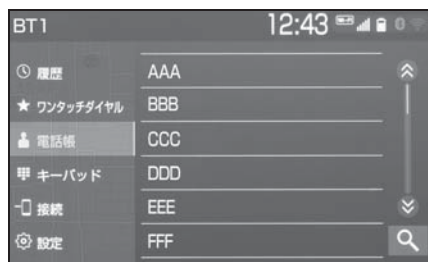 BT1 12:43
履歴
ワンタッチダイヤル
電話帳
キーパッド
接続
設定
AAA
BBB
CCC
DDD
EEE
FFF